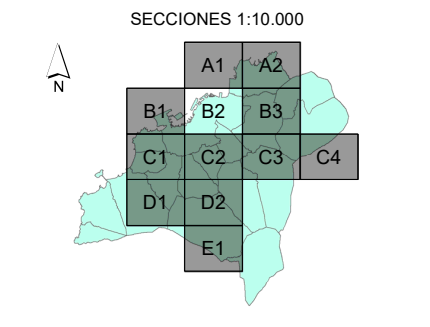 SECCIONES 1:10.000
A1 A2
N
B1 B2 B3
C1 C2 C3 C4
D1 D2
E1